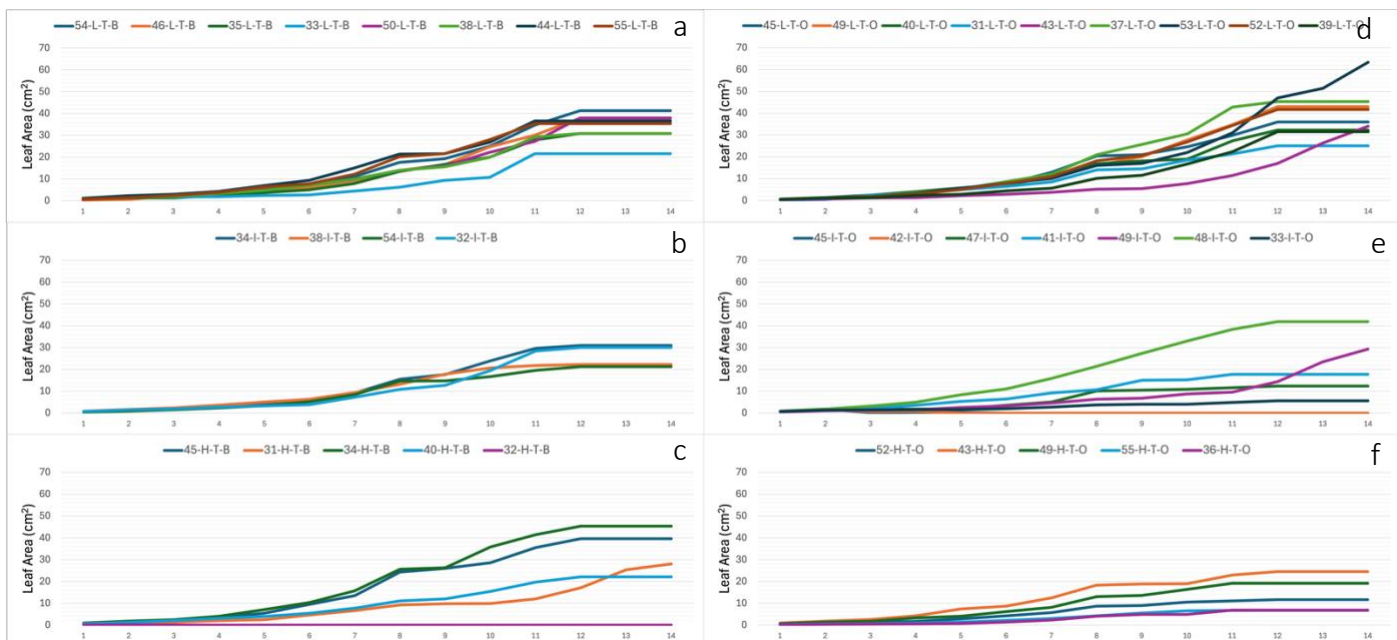 54-L-T-B 46-L-T-B 35-L-T-B 33-L-T-B 50-L-T-B 38-L-T-B 44-L-T-B 55-L-T-B
a
Leaf Area (cm²)
70
60
50
40
30
20
10
0
1 2 3 4 5 6 7 8 9 10 11 12 13 14
34-I-T-B 38-I-T-B 54-I-T-B 32-I-T-B
b
Leaf Area (cm²)
70
60
50
40
30
20
10
0
1 2 3 4 5 6 7 8 9 10 11 12 13 14
45-H-T-B 31-H-T-B 34-H-T-B 40-H-T-B 32-H-T-B
c
Leaf Area (cm²)
70
60
50
40
30
20
10
0
1 2 3 4 5 6 7 8 9 10 11 12 13 14
45-L-T-O 49-L-T-O 40-L-T-O 31-L-T-O 43-L-T-O 37-L-T-O 53-L-T-O 52-L-T-O 39-L-T-O
d
Leaf Area (cm²)
70
60
50
40
30
20
10
0
1 2 3 4 5 6 7 8 9 10 11 12 13 14
45-I-T-O 42-I-T-O 47-I-T-O 41-I-T-O 49-I-T-O 48-I-T-O 33-I-T-O
e
Leaf Area (cm²)
70
60
50
40
30
20
10
0
1 2 3 4 5 6 7 8 9 10 11 12 13 14
52-H-T-O 43-H-T-O 49-H-T-O 55-H-T-O 36-H-T-O
f
Leaf Area (cm²)
70
60
50
40
30
20
10
0
1 2 3 4 5 6 7 8 9 10 11 12 13 14